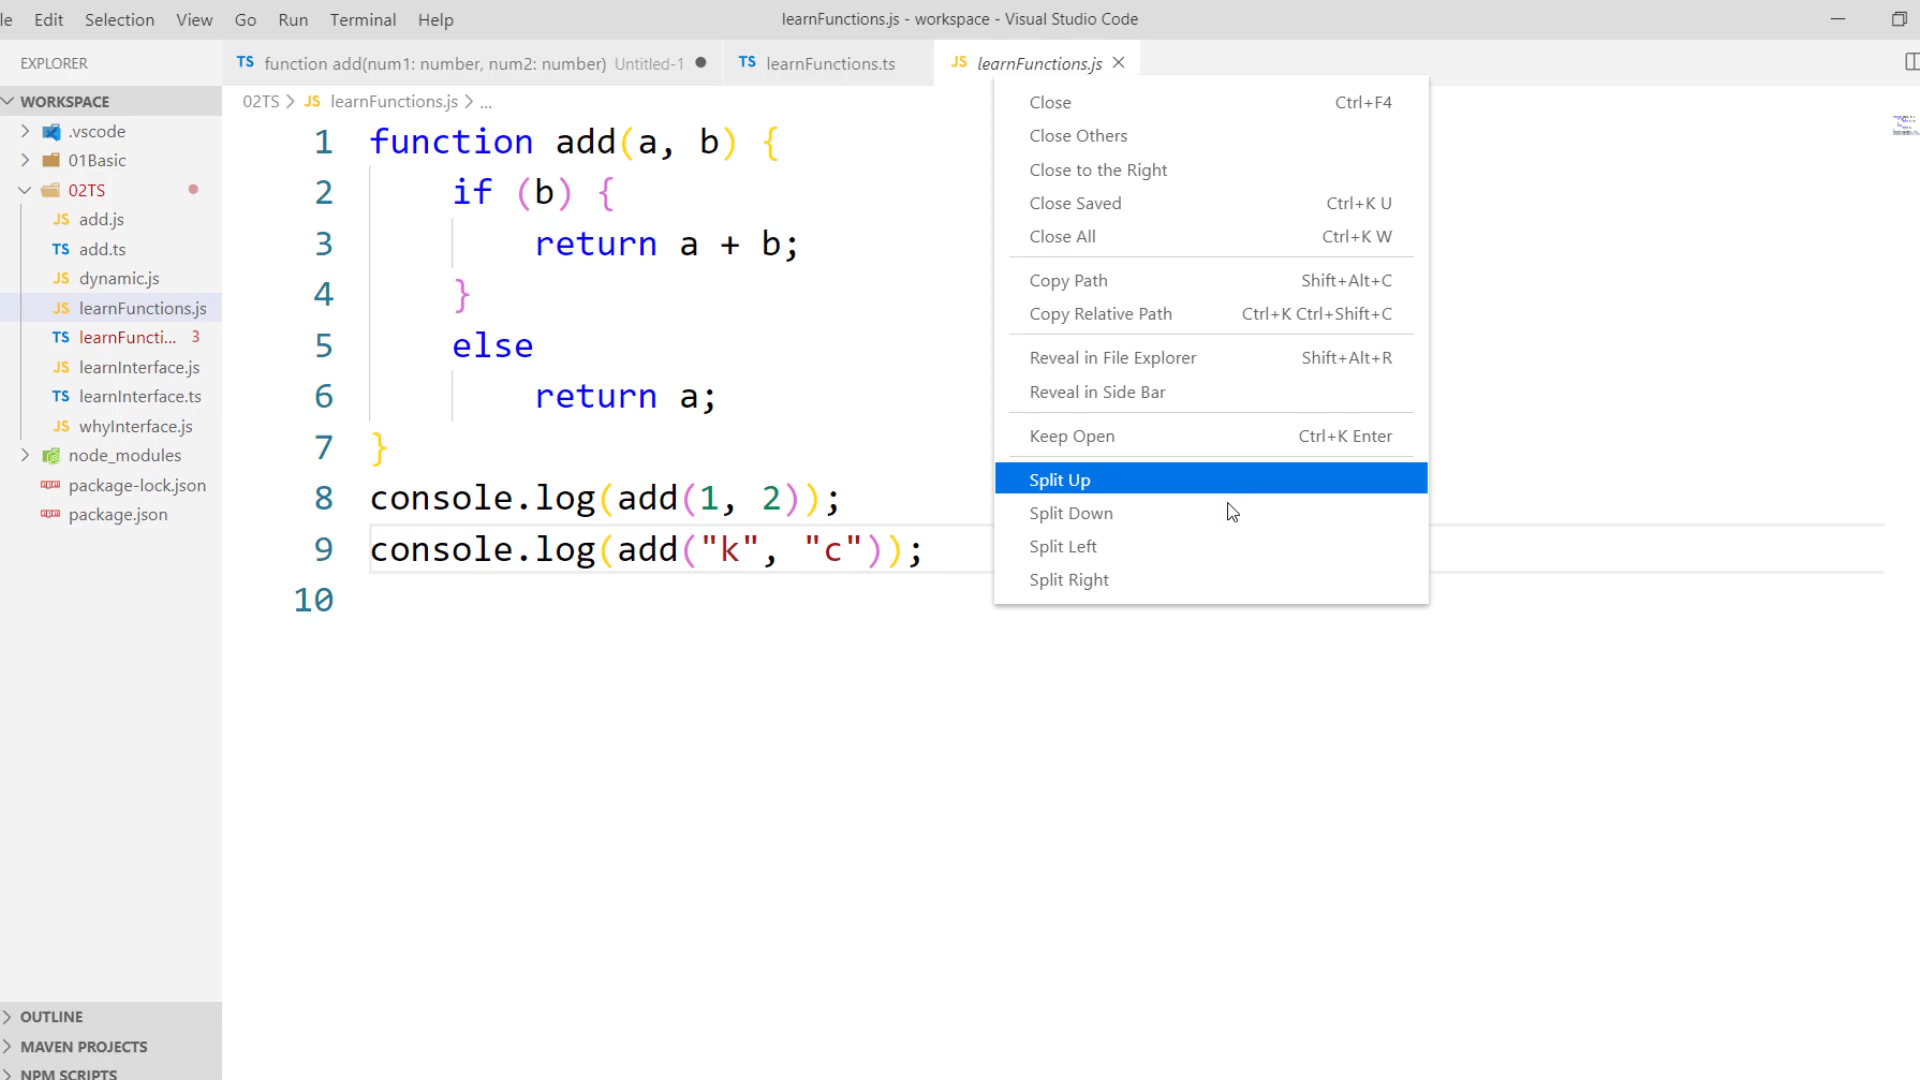 le Edit Selection View Go Run Terminal Help learnFunctions.js - workspace - Visual Studio Code
EXPLORER
TS function add(num1: number, num2: number) Untitled-1
TS learnFunctions.ts
JS learnFunctions.js
WORKSPACE
.vscode
01Basic
02TS
JS add.js
TS add.ts
JS dynamic.js
JS learnFunctions.js
TS learnFuncti... 3
JS learnInterface.js
TS learnInterface.ts
JS whyInterface.js
node_modules
package-lock.json
package.json
OUTLINE
MAVEN PROJECTS
NPM SCRIPTS
02TS > JS learnFunctions.js > ...
1 function add(a, b) {
2 if (b) {
3 return a + b;
4 }
5 else
6 return a;
7 }
8 console.log(add(1, 2));
9 console.log(add("k", "c"));
10
Close Ctrl+F4
Close Others
Close to the Right
Close Saved Ctrl+K U
Close All Ctrl+K W
Copy Path Shift+Alt+C
Copy Relative Path Ctrl+K Ctrl+Shift+C
Reveal in File Explorer Shift+Alt+R
Reveal in Side Bar
Keep Open Ctrl+K Enter
Split Up
Split Down
Split Left
Split Right